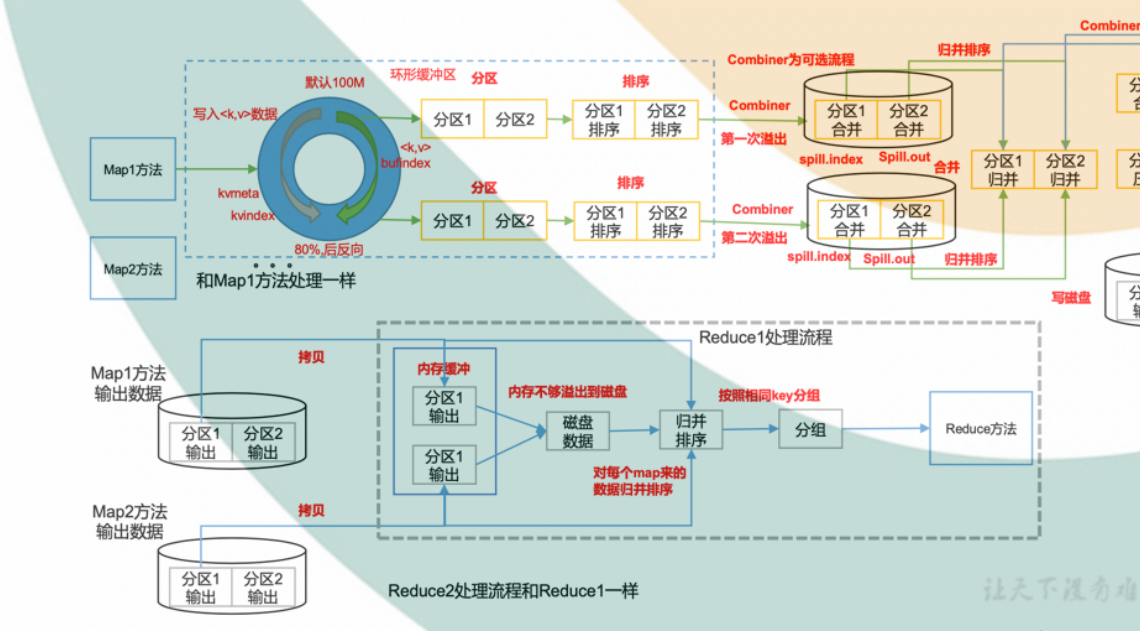 Combiner
Combiner为可选流程
归并排序
默认100M
环形缓冲区
分区
排序
写入<k,v>数据
分区1
分区2
分区1
排序
分区2
排序
Combiner
第一次溢出
分区1
合并
分区2
合并
<k,v>
bufindex
spill.index
Spill.out
合并
Map1方法
kvmeta
kvindex
分区
排序
分区1
归并
分区2
归并
分区1
分区2
分区1
排序
分区2
排序
Combiner
第二次溢出
分区1
合并
分区2
合并
80%,后反向
spill.index
Spill.out
归并排序
Map2方法
和Map1方法处理一样
写磁盘
Reduce1处理流程
拷贝
Map1方法
输出数据
内存缓冲
分区1
输出
内存不够溢出到磁盘
按照相同key分组
分区1
输出
分区2
输出
磁盘
数据
归并
排序
分组
Reduce方法
分区1
输出
对每个map来的
数据归并排序
Map2方法
输出数据
拷贝
分区1
输出
分区2
输出
Reduce2处理流程和Reduce1一样
让天下没有难